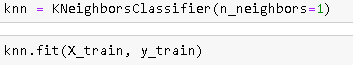 knn = KNeighborsClassifier(n_neighbors=1)
knn.fit(X_train, y_train)